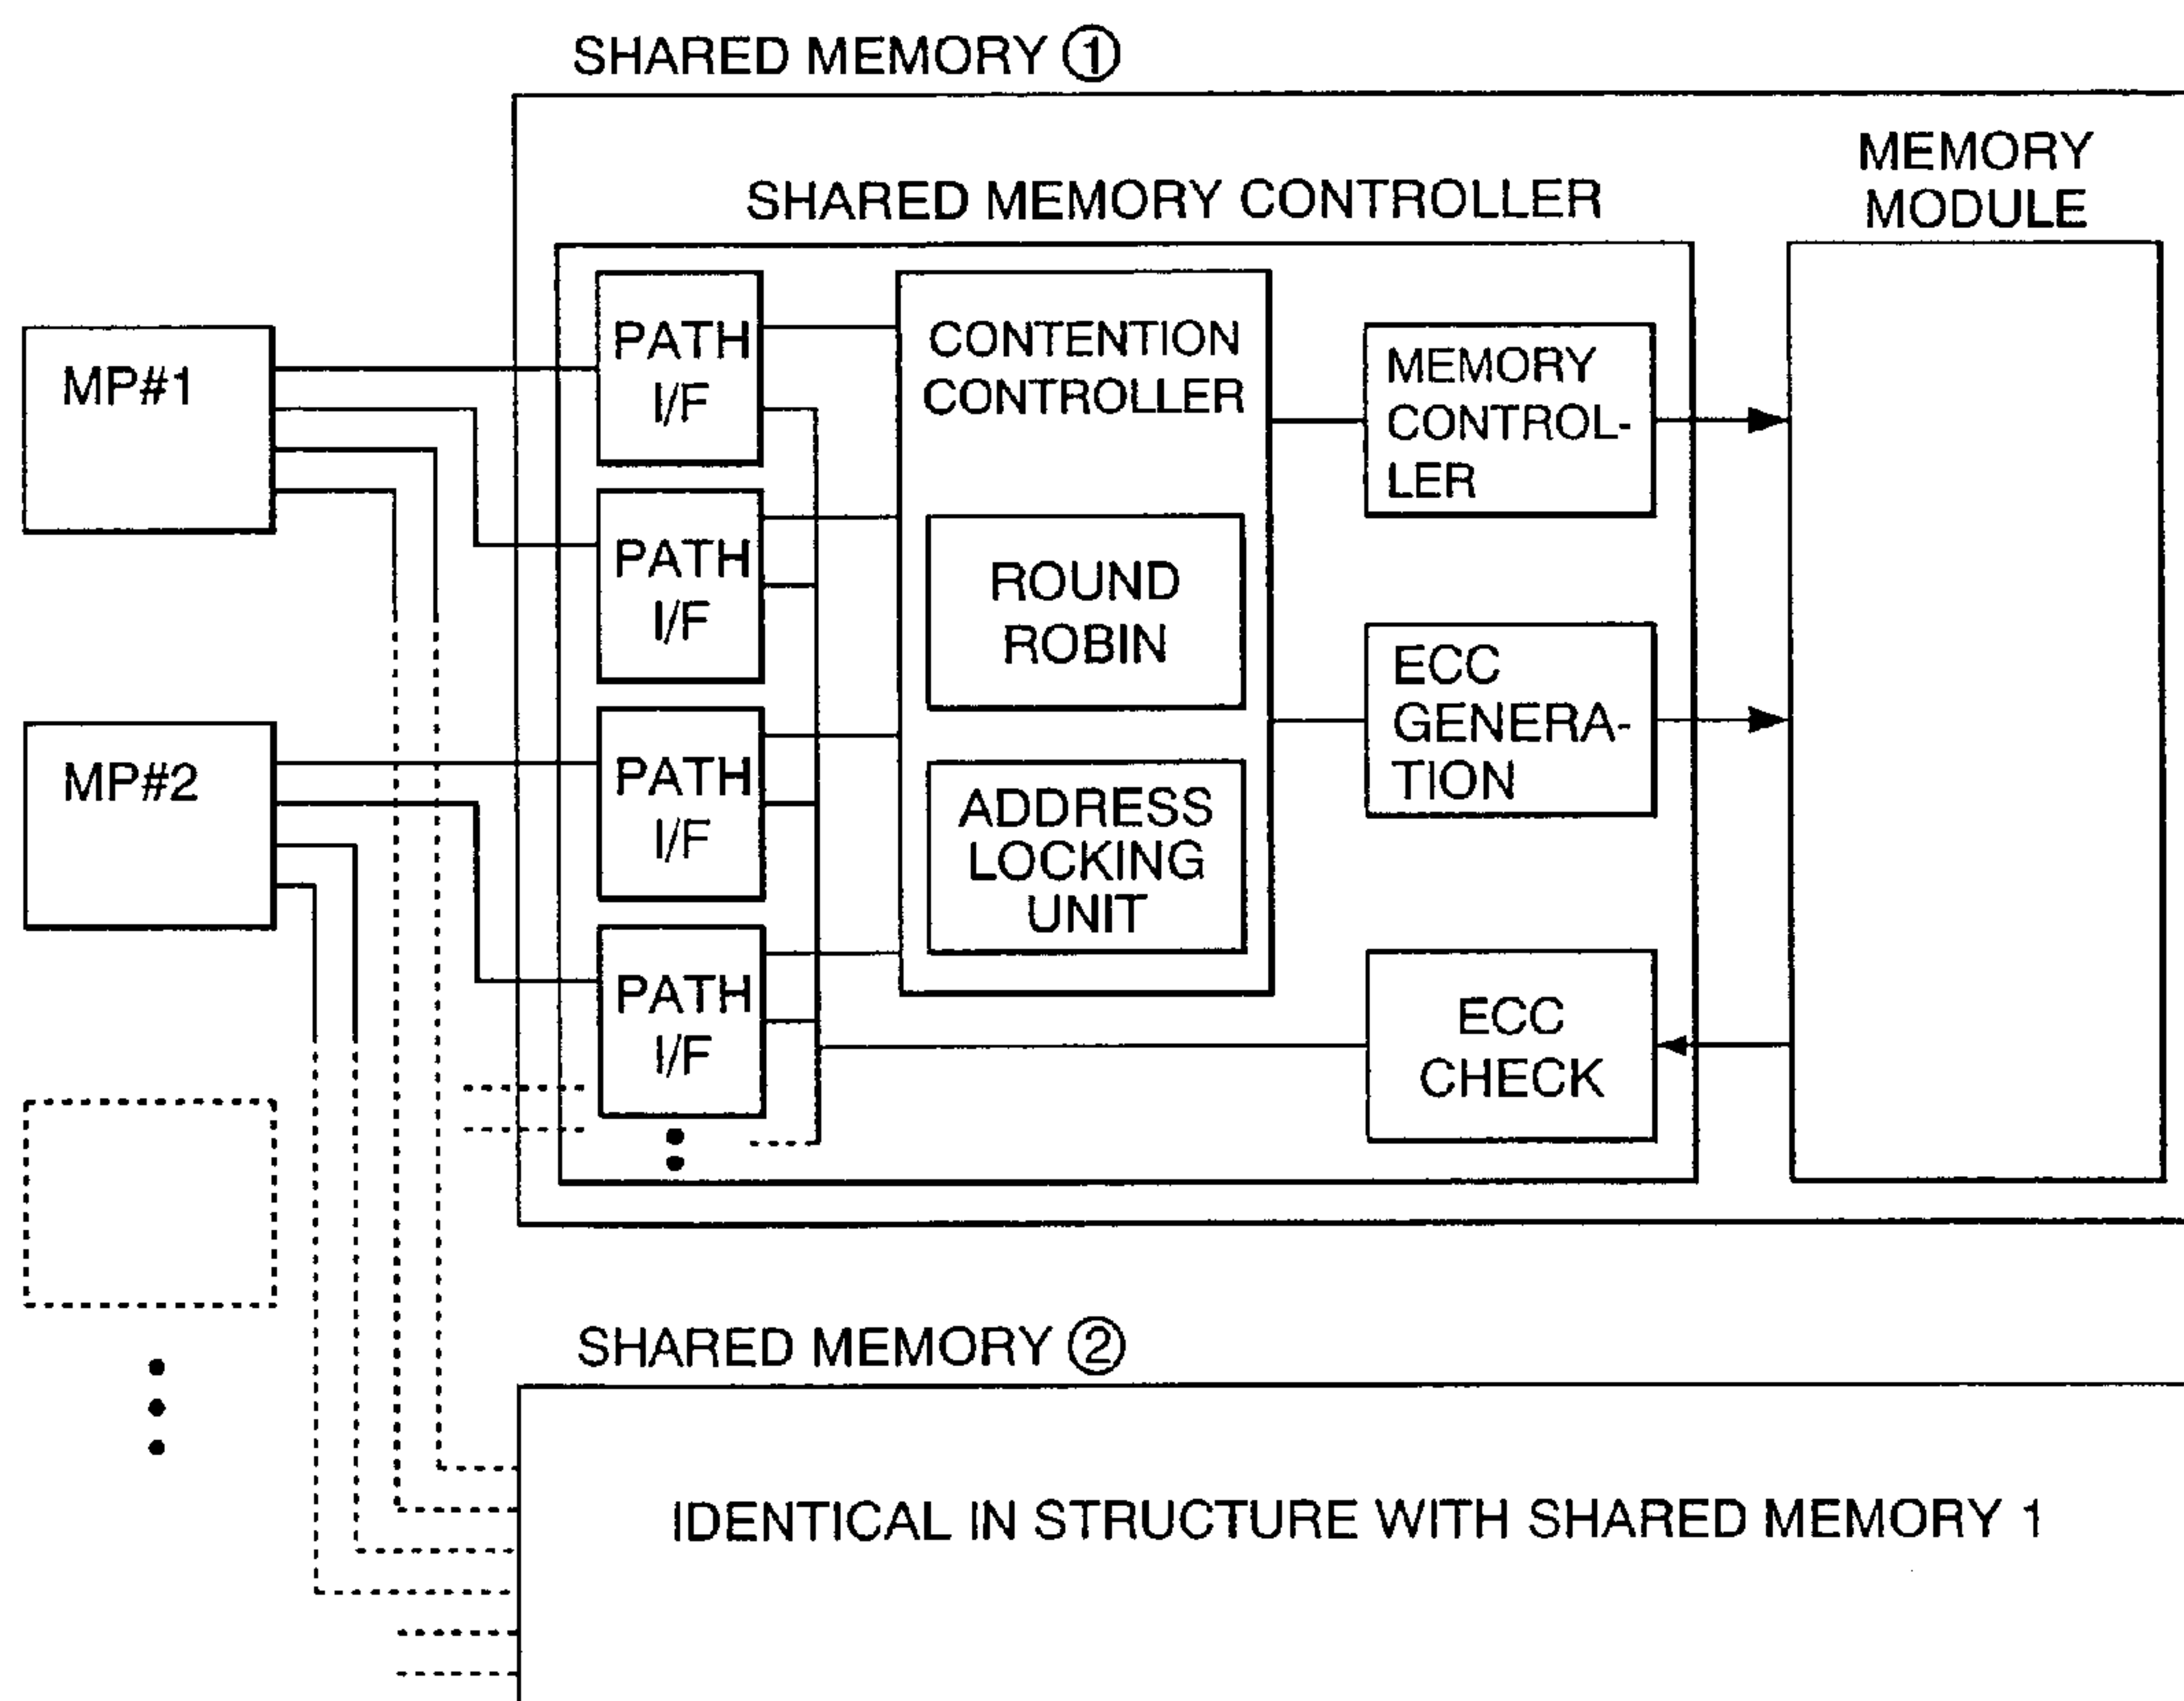 SHARED MEMORY ①
MEMORY
MODULE
SHARED MEMORY CONTROLLER
MP#1
PATH
I/F
CONTENTION
CONTROLLER
MEMORY
CONTROL-
LER
PATH
I/F
ROUND
ROBIN
ECC
GENERA-
TION
MP#2
PATH
I/F
ADDRESS
LOCKING
UNIT
PATH
I/F
ECC
CHECK
SHARED MEMORY ②
IDENTICAL IN STRUCTURE WITH SHARED MEMORY 1